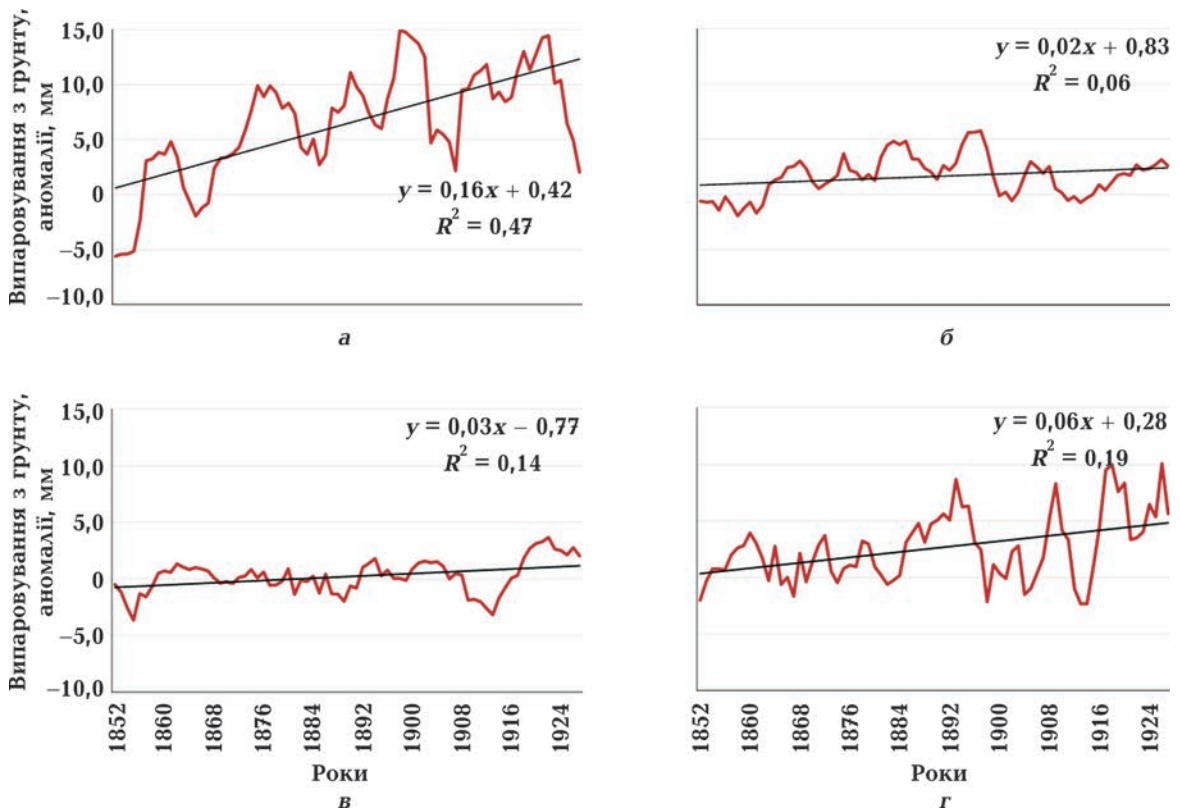 Випаровування з грунту,
аномалії, мм
15,0
10,0
5,0
0
−5,0
−10,0
y = 0,16x + 0,42
R² = 0,47
а
y = 0,02x + 0,83
R² = 0,06
б
Випаровування з грунту,
аномалії, мм
15,0
10,0
5,0
0
−5,0
−10,0
y = 0,03x − 0,77
R² = 0,14
1852 1860 1868 1876 1884 1892 1900 1908 1916 1924
Роки
в
y = 0,06x + 0,28
R² = 0,19
1852 1860 1868 1876 1884 1892 1900 1908 1916 1924
Роки
г